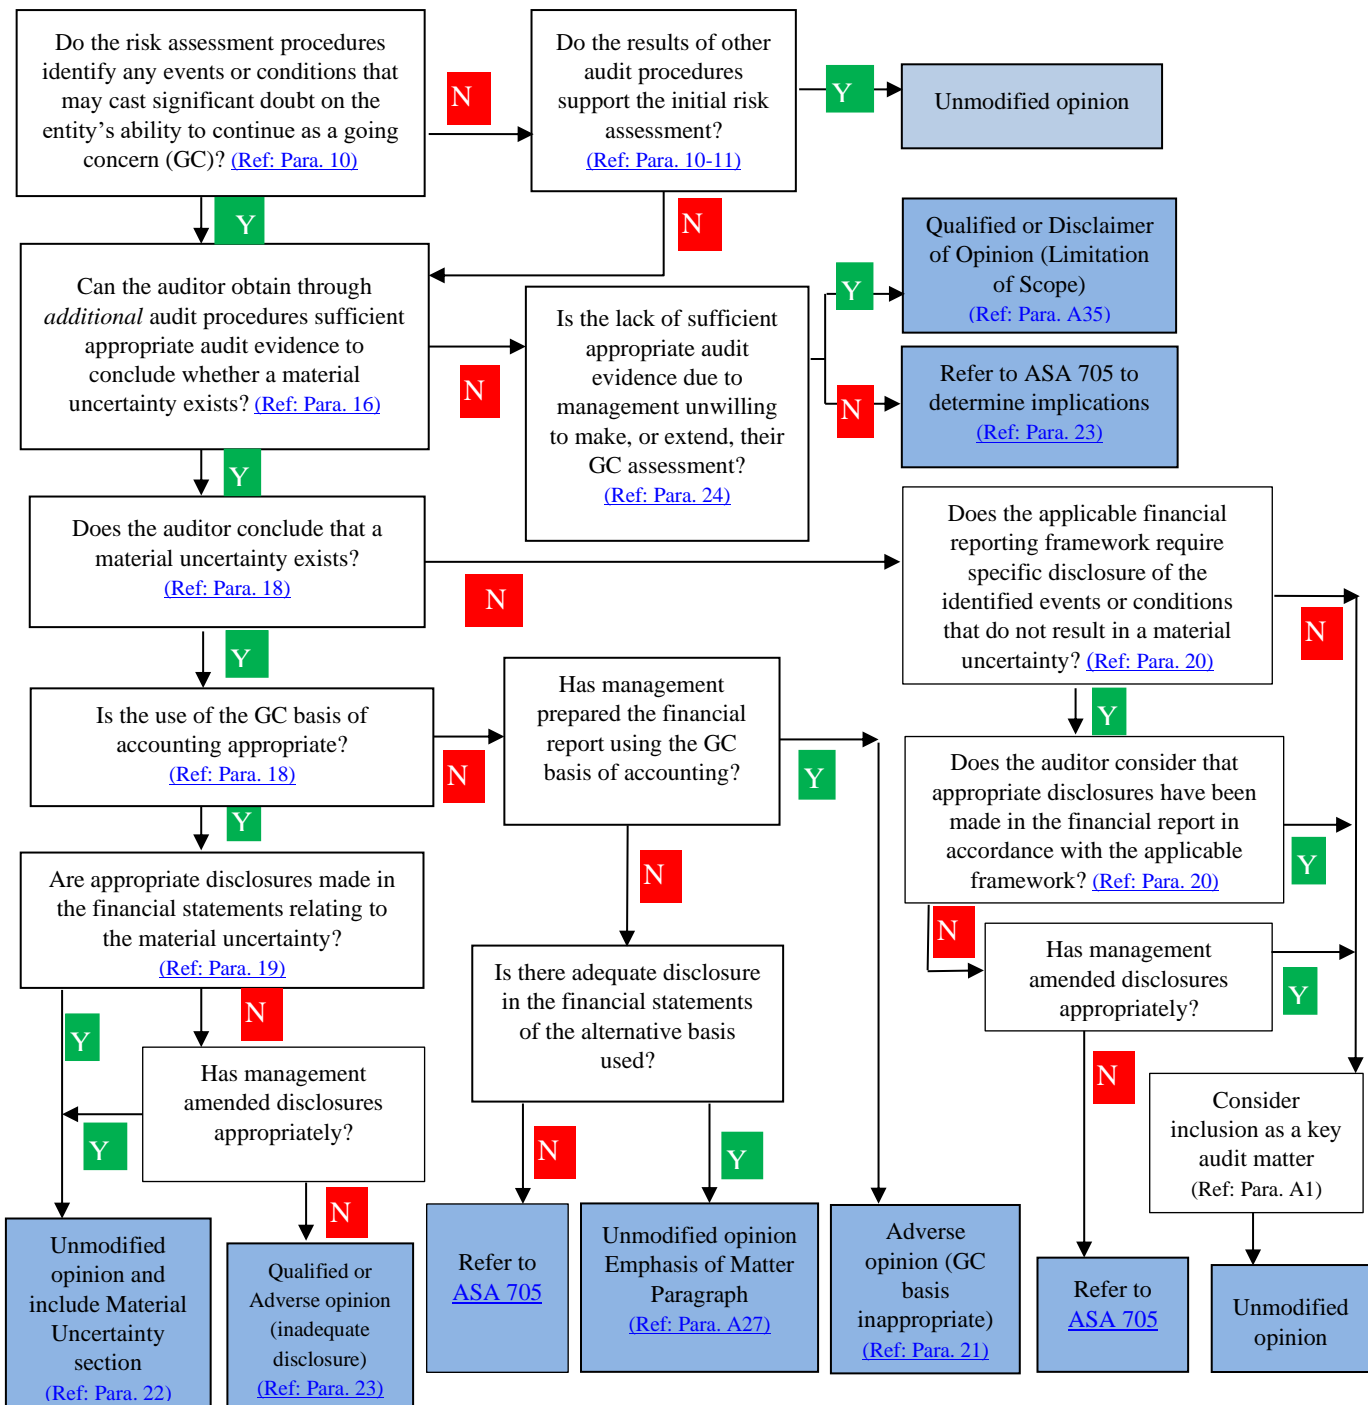 Do the risk assessment procedures
identify any events or conditions that
may cast significant doubt on the
entity's ability to continue as a going
concern (GC)? (Ref: Para. 10)
N
Do the results of other
audit procedures
support the initial risk
assessment?
(Ref: Para. 10-11)
Y
Unmodified opinion
Y
N
Can the auditor obtain through
additional audit procedures sufficient
appropriate audit evidence to
conclude whether a material
uncertainty exists? (Ref: Para. 16)
N
Is the lack of sufficient
appropriate audit
evidence due to
management unwilling
to make, or extend, their
GC assessment?
(Ref: Para. 24)
Y
Qualified or Disclaimer
of Opinion (Limitation
of Scope)
(Ref: Para. A35)
N
Refer to ASA 705 to
determine implications
(Ref: Para. 23)
Y
Does the auditor conclude that a
material uncertainty exists?
(Ref: Para. 18)
N
Does the applicable financial
reporting framework require
specific disclosure of the
identified events or conditions
that do not result in a material
uncertainty? (Ref: Para. 20)
N
Y
Y
Is the use of the GC basis of
accounting appropriate?
(Ref: Para. 18)
N
Has management
prepared the financial
report using the GC
basis of accounting?
Y
Does the auditor consider that
appropriate disclosures have been
made in the financial report in
accordance with the applicable
framework? (Ref: Para. 20)
Y
Y
N
N
Are appropriate disclosures made in
the financial statements relating to
the material uncertainty?
(Ref: Para. 19)
Is there adequate disclosure
in the financial statements
of the alternative basis
used?
Has management
amended disclosures
appropriately?
Y
Y
N
Has management
amended disclosures
appropriately?
Y
N
N
Y
N
Consider
inclusion as a key
audit matter
(Ref: Para. A1)
Unmodified
opinion and
include Material
Uncertainty
section
(Ref: Para. 22)
Qualified or
Adverse opinion
(inadequate
disclosure)
(Ref: Para. 23)
Refer to
ASA 705
Unmodified opinion
Emphasis of Matter
Paragraph
(Ref: Para. A27)
Adverse
opinion (GC
basis
inappropriate)
(Ref: Para. 21)
Refer to
ASA 705
Unmodified
opinion